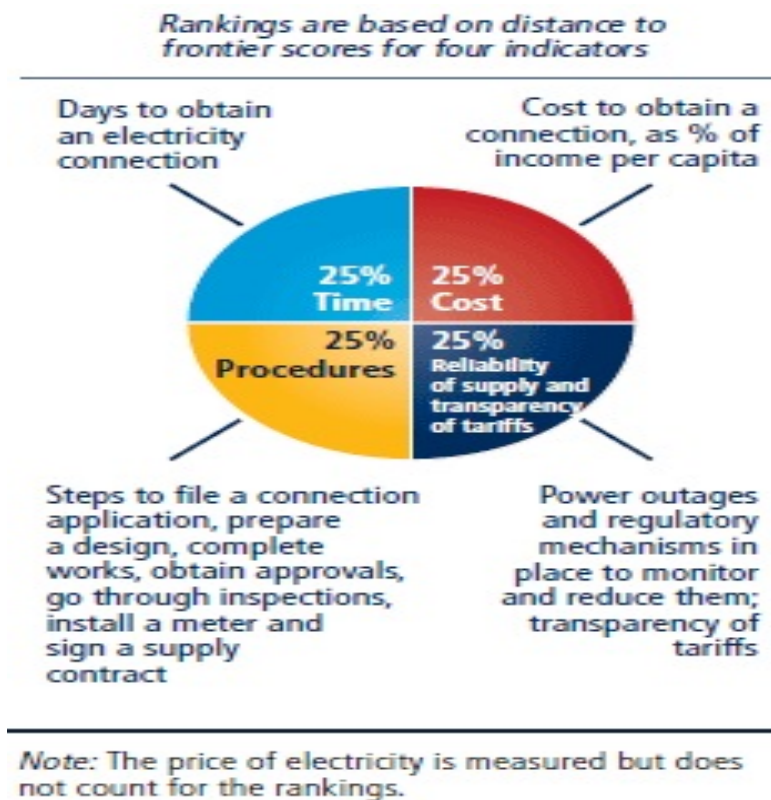 Rankings are based on distance to
frontier scores for four indicators
Days to obtain
an electricity
connection
Cost to obtain a
connection, as % of
income per capita
25%
Time
25%
Cost
25%
Procedures
25%
Reliability
of supply and
transparency
of tariffs
Steps to file a connection
application, prepare
a design, complete
works, obtain approvals,
go through inspections,
install a meter and
sign a supply
contract
Power outages
and regulatory
mechanisms in
place to monitor
and reduce them;
transparency of
tariffs
Note: The price of electricity is measured but does
not count for the rankings.